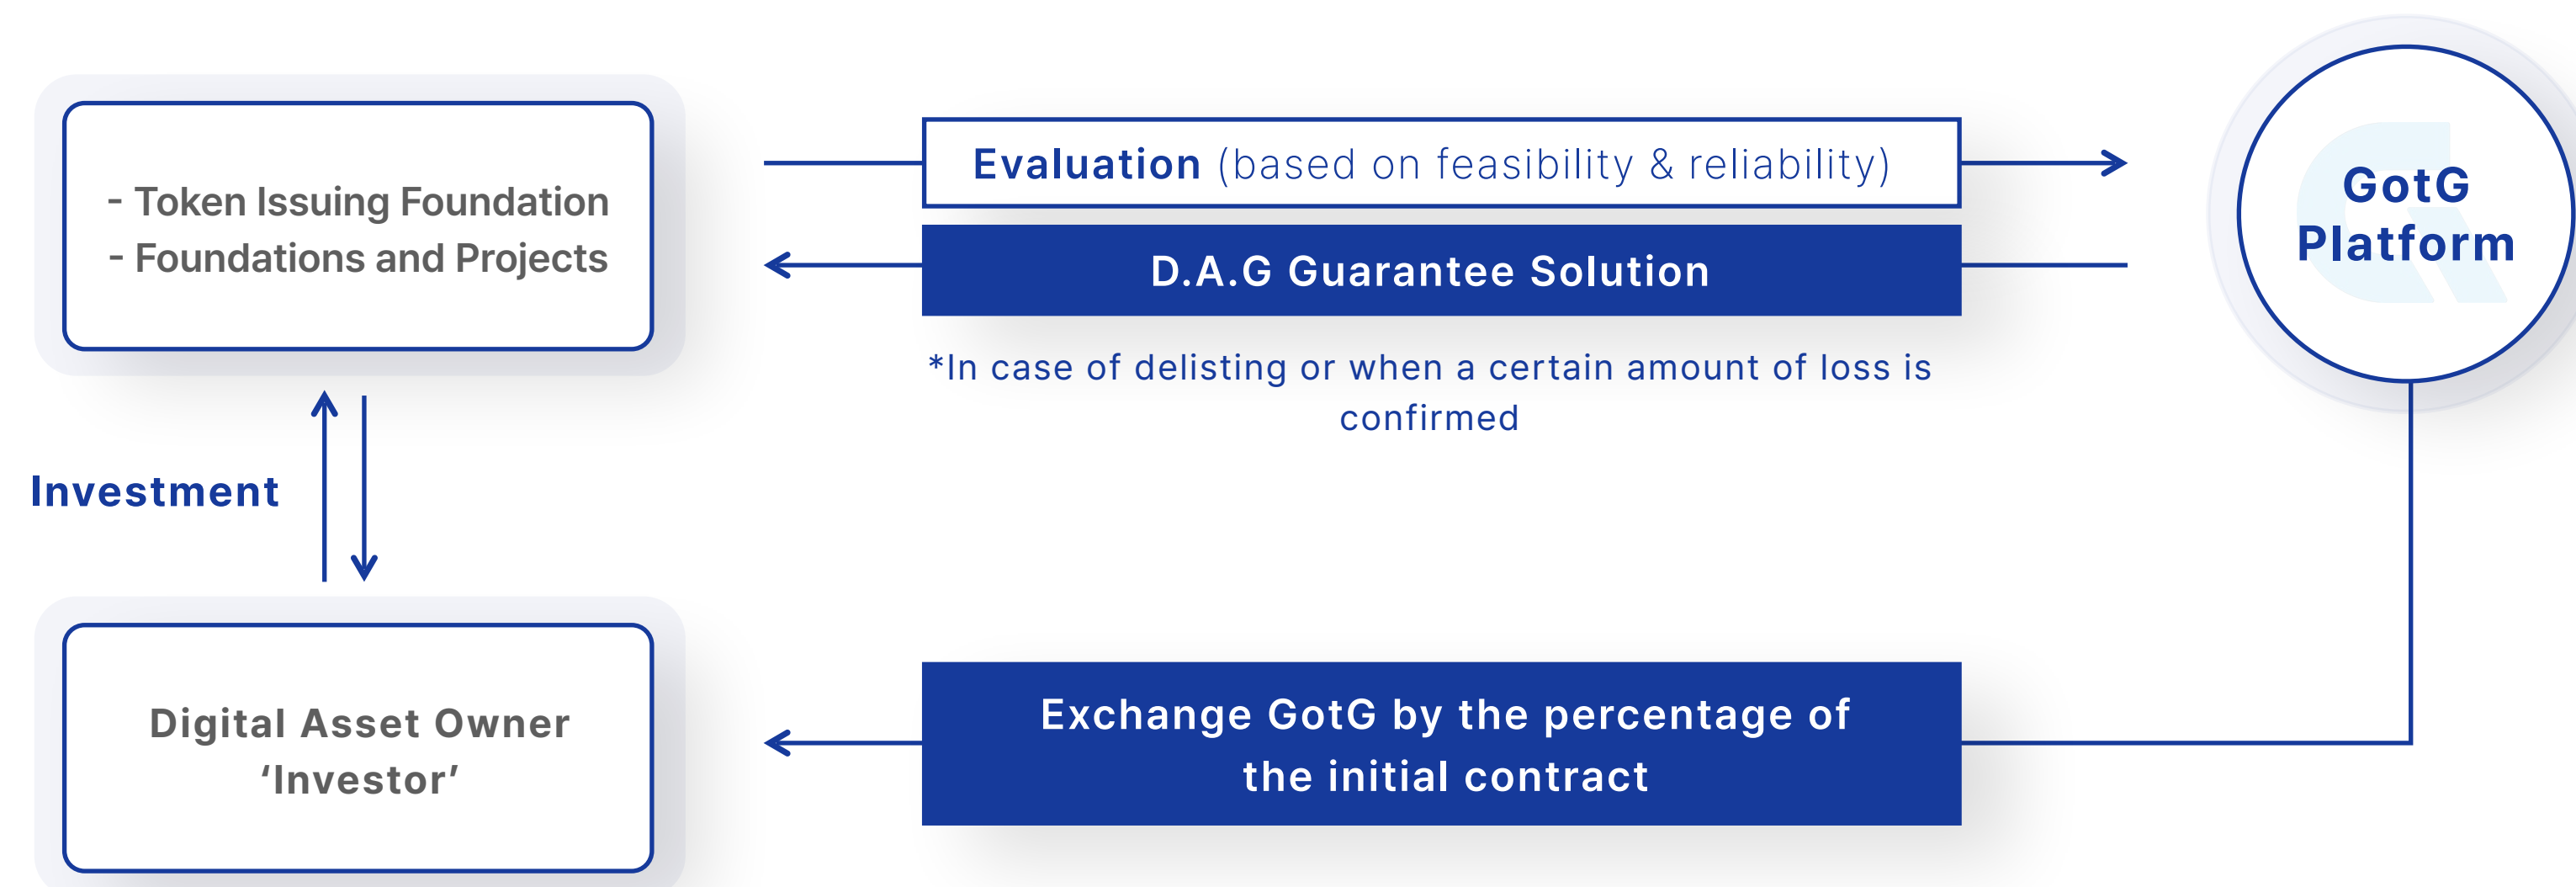 - Token Issuing Foundation
- Foundations and Projects
Evaluation (based on feasibility & reliability)
D.A.G Guarantee Solution
*In case of delisting or when a certain amount of loss is
confirmed
GotG
Platform
Investment
Digital Asset Owner
‘Investor’
Exchange GotG by the percentage of
the initial contract